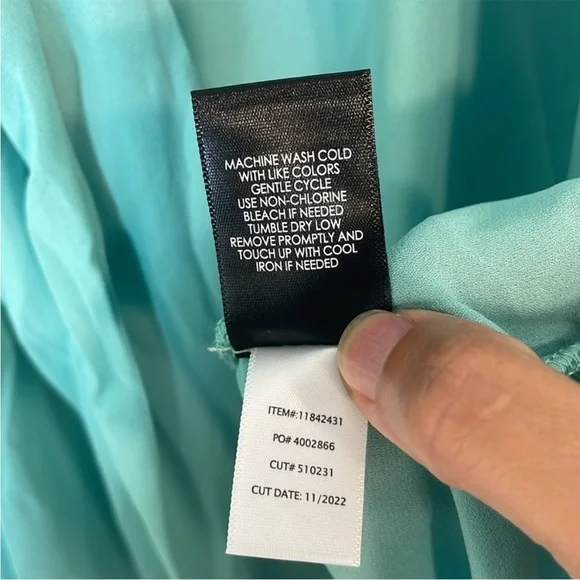 MACHINE WASH COLD
WITH LIKE COLORS
GENTLE CYCLE
USE NON-CHLORINE
BLEACH IF NEEDED
TUMBLE DRY LOW
REMOVE PROMPTLY AND
TOUCH UP WITH COOL
IRON IF NEEDED
ITEM#:11842431
PO# 4002866
CUT# 510231
CUT DATE: 11/2022